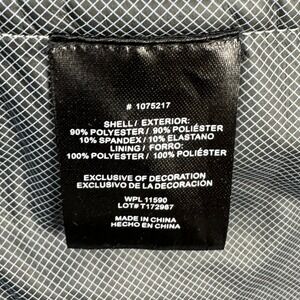 # 1075217
SHELL / EXTERIOR:
90% POLYESTER / 90% POLIÉSTER
10% SPANDEX / 10% ELASTANO
LINING / FORRO:
100% POLYESTER / 100% POLIÉSTER
EXCLUSIVE OF DECORATION
EXCLUSIVO DE LA DECORACIÓN
WPL 11590
LOT# T172967
MADE IN CHINA
HECHO EN CHINA